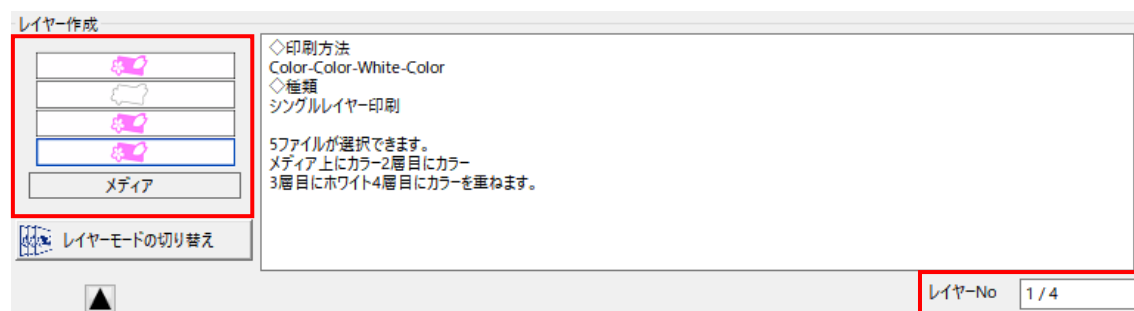 レイヤー作成
メディア
レイヤーモードの切り替え
◇印刷方法
Color-Color-White-Color
◇種類
シングルレイヤー印刷
5ファイルが選択できます。
メディア上にカラー2層目にカラー
3層目にホワイト4層目にカラーを重ねます。
レイヤーNo
1 / 4